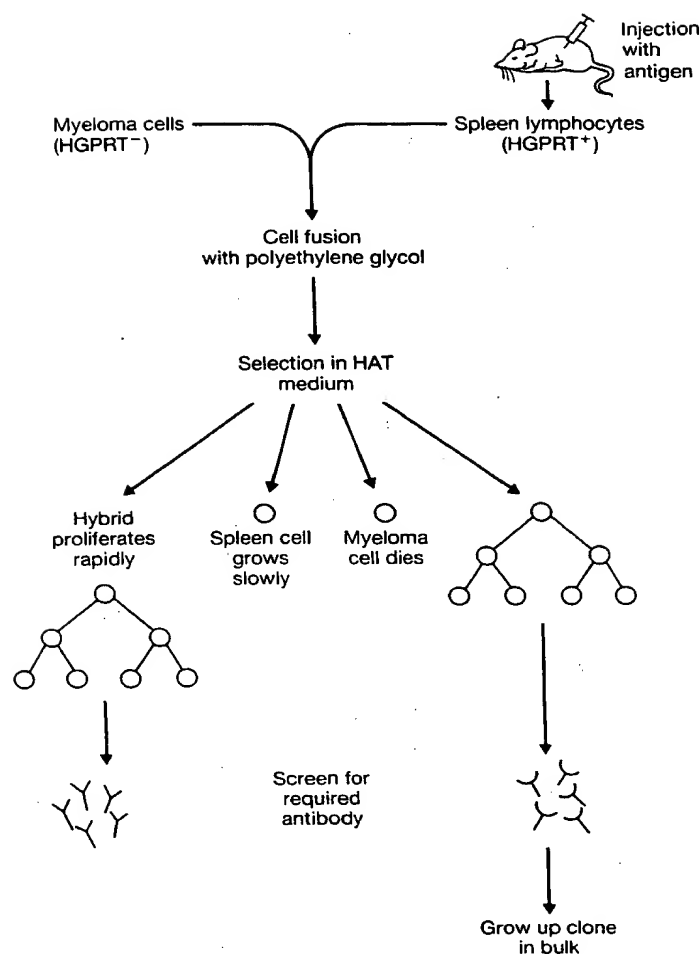 Injection
with
antigen
Myeloma cells
(HGPRT⁻)
Spleen lymphocytes
(HGPRT⁺)
Cell fusion
with polyethylene glycol
Selection in HAT
medium
Hybrid
proliferates
rapidly
Spleen cell
grows
slowly
Myeloma
cell dies
Screen for
required
antibody
Grow up clone
in bulk